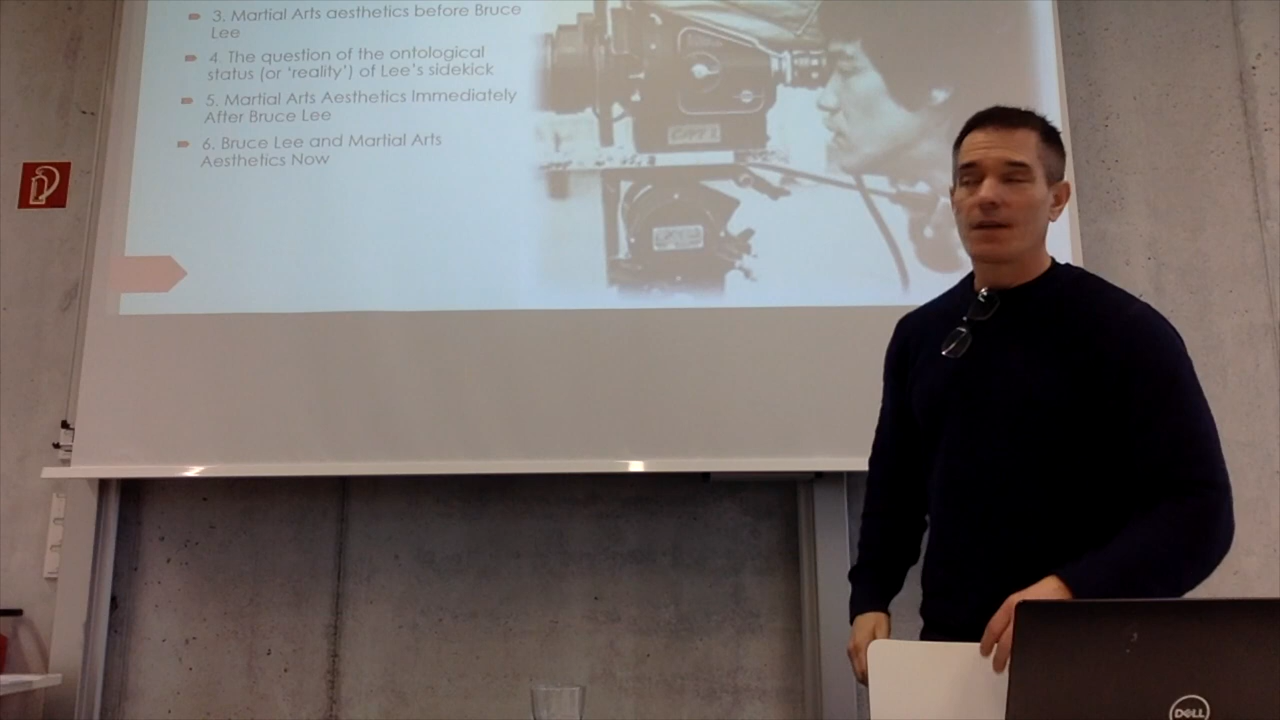 3. Martial Arts aesthetics before Bruce
Lee
4. The question of the ontological
status (or ‘reality’) of Lee’s sidekick
5. Martial Arts Aesthetics Immediately
After Bruce Lee
6. Bruce Lee and Martial Arts
Aesthetics Now
DELL